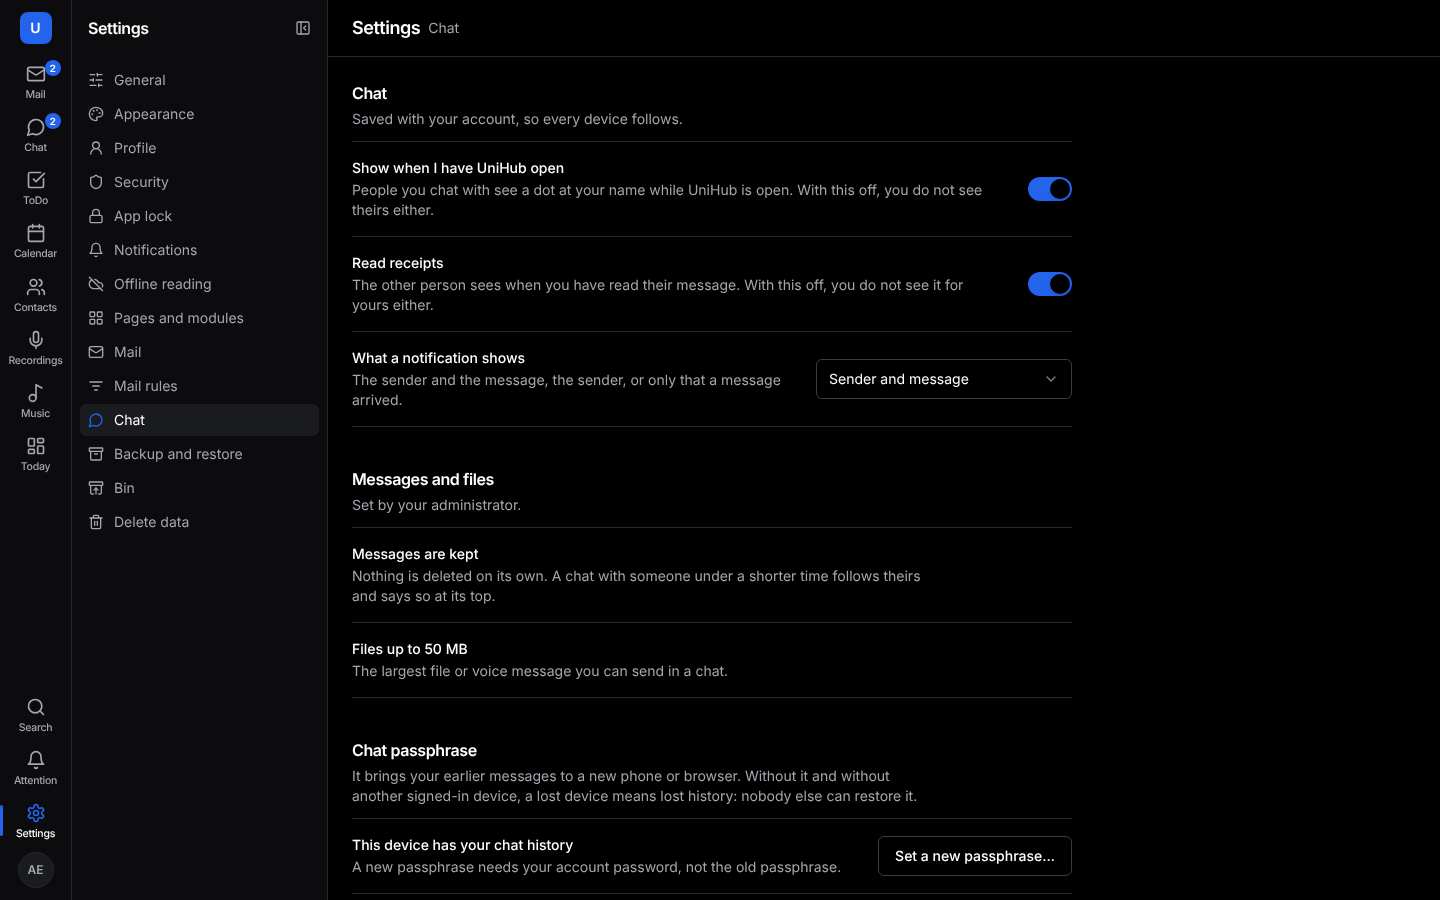 U
2
Mail
2
Chat
ToDo
Calendar
Contacts
Recordings
Music
Today
Search
Attention
Settings
AE
Settings
General
Appearance
Profile
Security
App lock
Notifications
Offline reading
Pages and modules
Mail
Mail rules
Chat
Backup and restore
Bin
Delete data
Settings Chat
Chat
Saved with your account, so every device follows.
Show when I have UniHub open
People you chat with see a dot at your name while UniHub is open. With this off, you do not see
theirs either.
Read receipts
The other person sees when you have read their message. With this off, you do not see it for
yours either.
What a notification shows
The sender and the message, the sender, or only that a message
arrived.
Sender and message
Messages and files
Set by your administrator.
Messages are kept
Nothing is deleted on its own. A chat with someone under a shorter time follows theirs
and says so at its top.
Files up to 50 MB
The largest file or voice message you can send in a chat.
Chat passphrase
It brings your earlier messages to a new phone or browser. Without it and without
another signed-in device, a lost device means lost history: nobody else can restore it.
This device has your chat history
A new passphrase needs your account password, not the old passphrase.
Set a new passphrase...